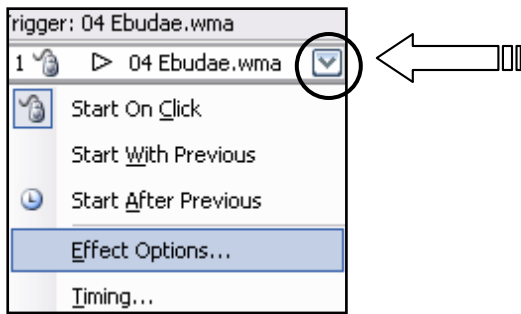 Trigger: 04 Ebudae.wma
1 04 Ebudae.wma
Start On Click
Start With Previous
Start After Previous
Effect Options...
Timing...